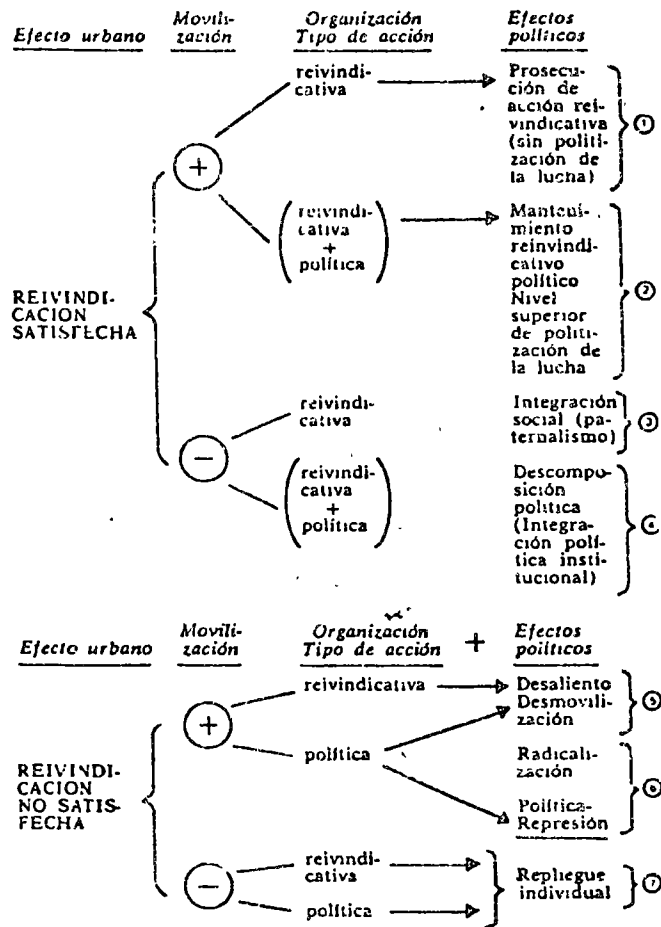 Efecto urbano
Movili-
zación
Organización
Tipo de acción
Efectos
políticos
reivindi-
cativa
Prosecu-
ción de
acción rei-
vindicativa
(sin politi-
zación de
la lucha)
1
+
(reivindi-
cativa
+
política)
Manteni-
miento
reinvindi-
cativo
político
Nivel
superior
de politi-
zación de
la lucha
2
REIVINDI-
CACION
SATISFECHA
reivindi-
cativa
Integración
social (pa-
ternalismo)
3
−
(reivindi-
cativa
+
política)
Descompo-
sición
política
(Integra-
ción polí-
tica insti-
tucional)
4
Efecto urbano
Movili-
zación
Organización
Tipo de acción
+
Efectos
políticos
reivindicativa
Desaliento
Desmovili-
zación
5
+
política
Radicali-
zación
Política-
Represión
6
REIVINDI-
CACION
NO SATIS-
FECHA
reivindi-
cativa
−
política
Repliegue
individual
7